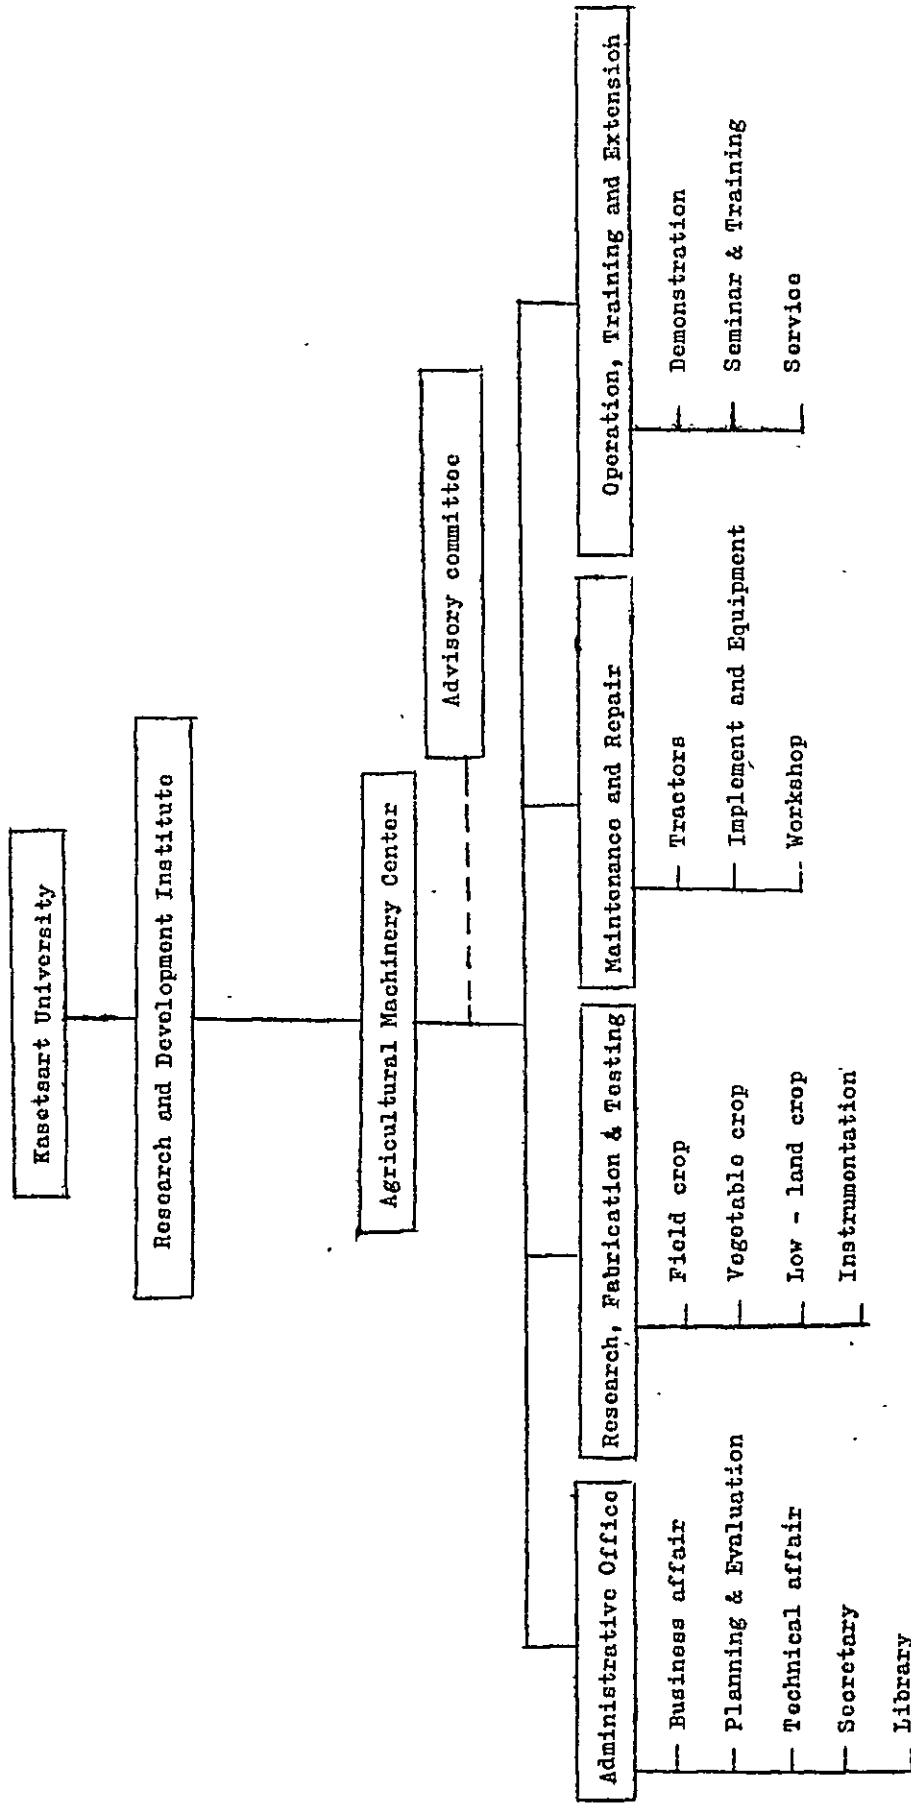 Kasetsart University
Research and Development Institute
Agricultural Machinery Center
Advisory committee
Administrative Office
Business affair
Planning & Evaluation
Technical affair
Secretary
Library
Research, Fabrication & Testing
Field crop
Vegetable crop
Low - land crop
Instrumentation
Maintenance and Repair
Tractors
Implement and Equipment
Workshop
Operation, Training and Extension
Demonstration
Seminar & Training
Service